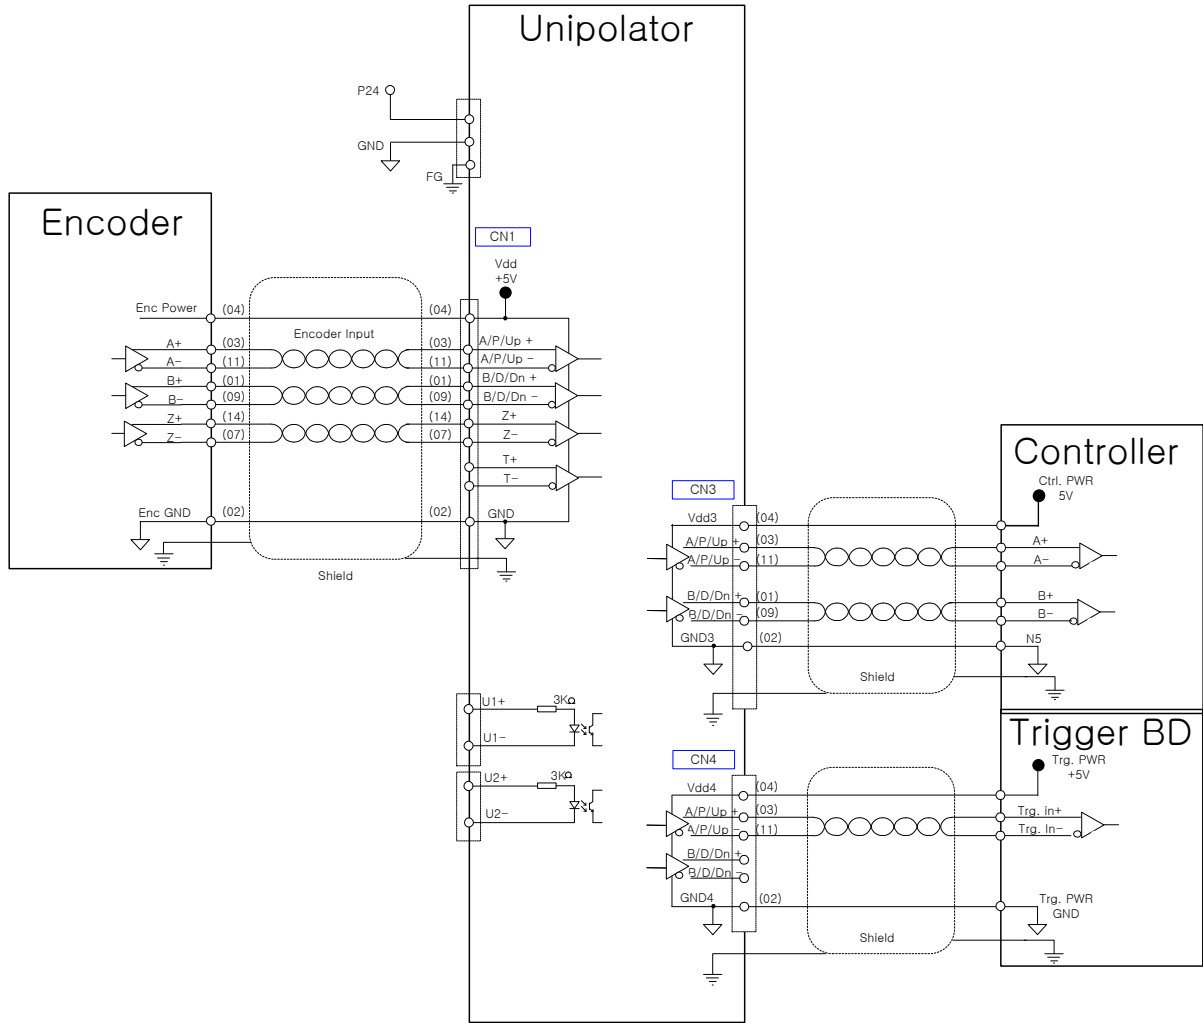 Unipolator
P24
GND
FG
Encoder
CN1
Vdd
+5V
Enc Power
(04)
(04)
Encoder Input
A+
(03)
(03)
A/P/Up +
A-
(11)
(11)
A/P/Up -
B+
(01)
(01)
B/D/Dn +
B-
(09)
(09)
B/D/Dn -
Z+
(14)
(14)
Z+
Z-
(07)
(07)
Z-
T+
T-
Enc GND
(02)
(02)
GND
Shield
Controller
Ctrl. PWR
5V
CN3
Vdd3
(04)
A/P/Up +
(03)
A+
A/P/Up -
(11)
A-
B/D/Dn +
(01)
B+
B/D/Dn -
(09)
B-
GND3
(02)
N5
Shield
U1+
3KΩ
U1-
U2+
3KΩ
U2-
Trigger BD
Trg. PWR
+5V
CN4
Vdd4
(04)
A/P/Up +
(03)
Trg. in+
A/P/Up -
(11)
Trg. In-
B/D/Dn +
B/D/Dn -
GND4
(02)
Trg. PWR
GND
Shield